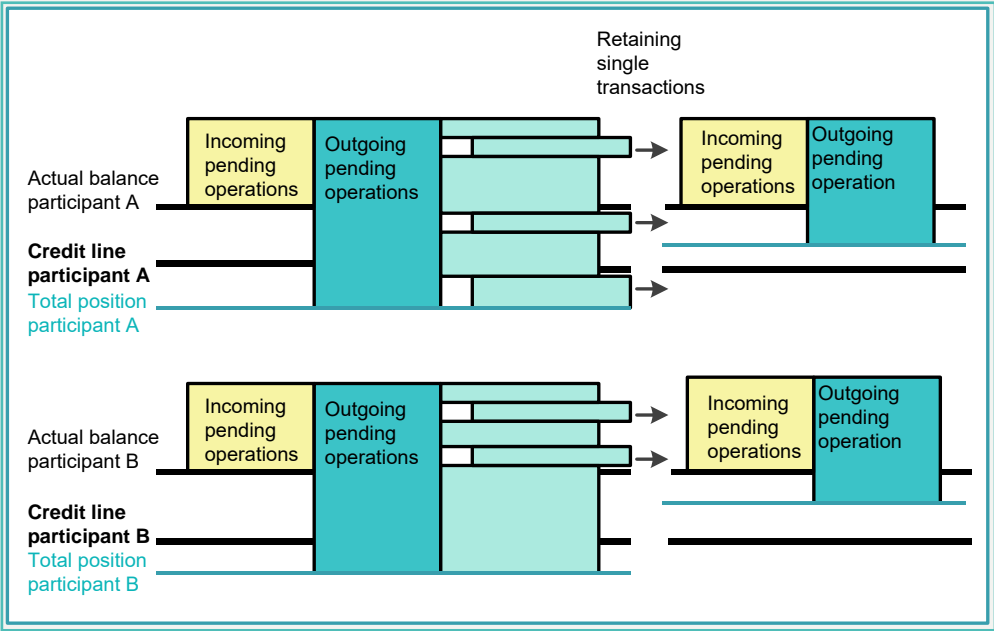 Retaining
single
transactions
Incoming
pending
operations
Outgoing
pending
operations
Incoming
pending
operations
Outgoing
pending
operation
Actual balance
participant A
Credit line
participant A
Total position
participant A
Incoming
pending
operations
Outgoing
pending
operations
Incoming
pending
operations
Outgoing
pending
operation
Actual balance
participant B
Credit line
participant B
Total position
participant B